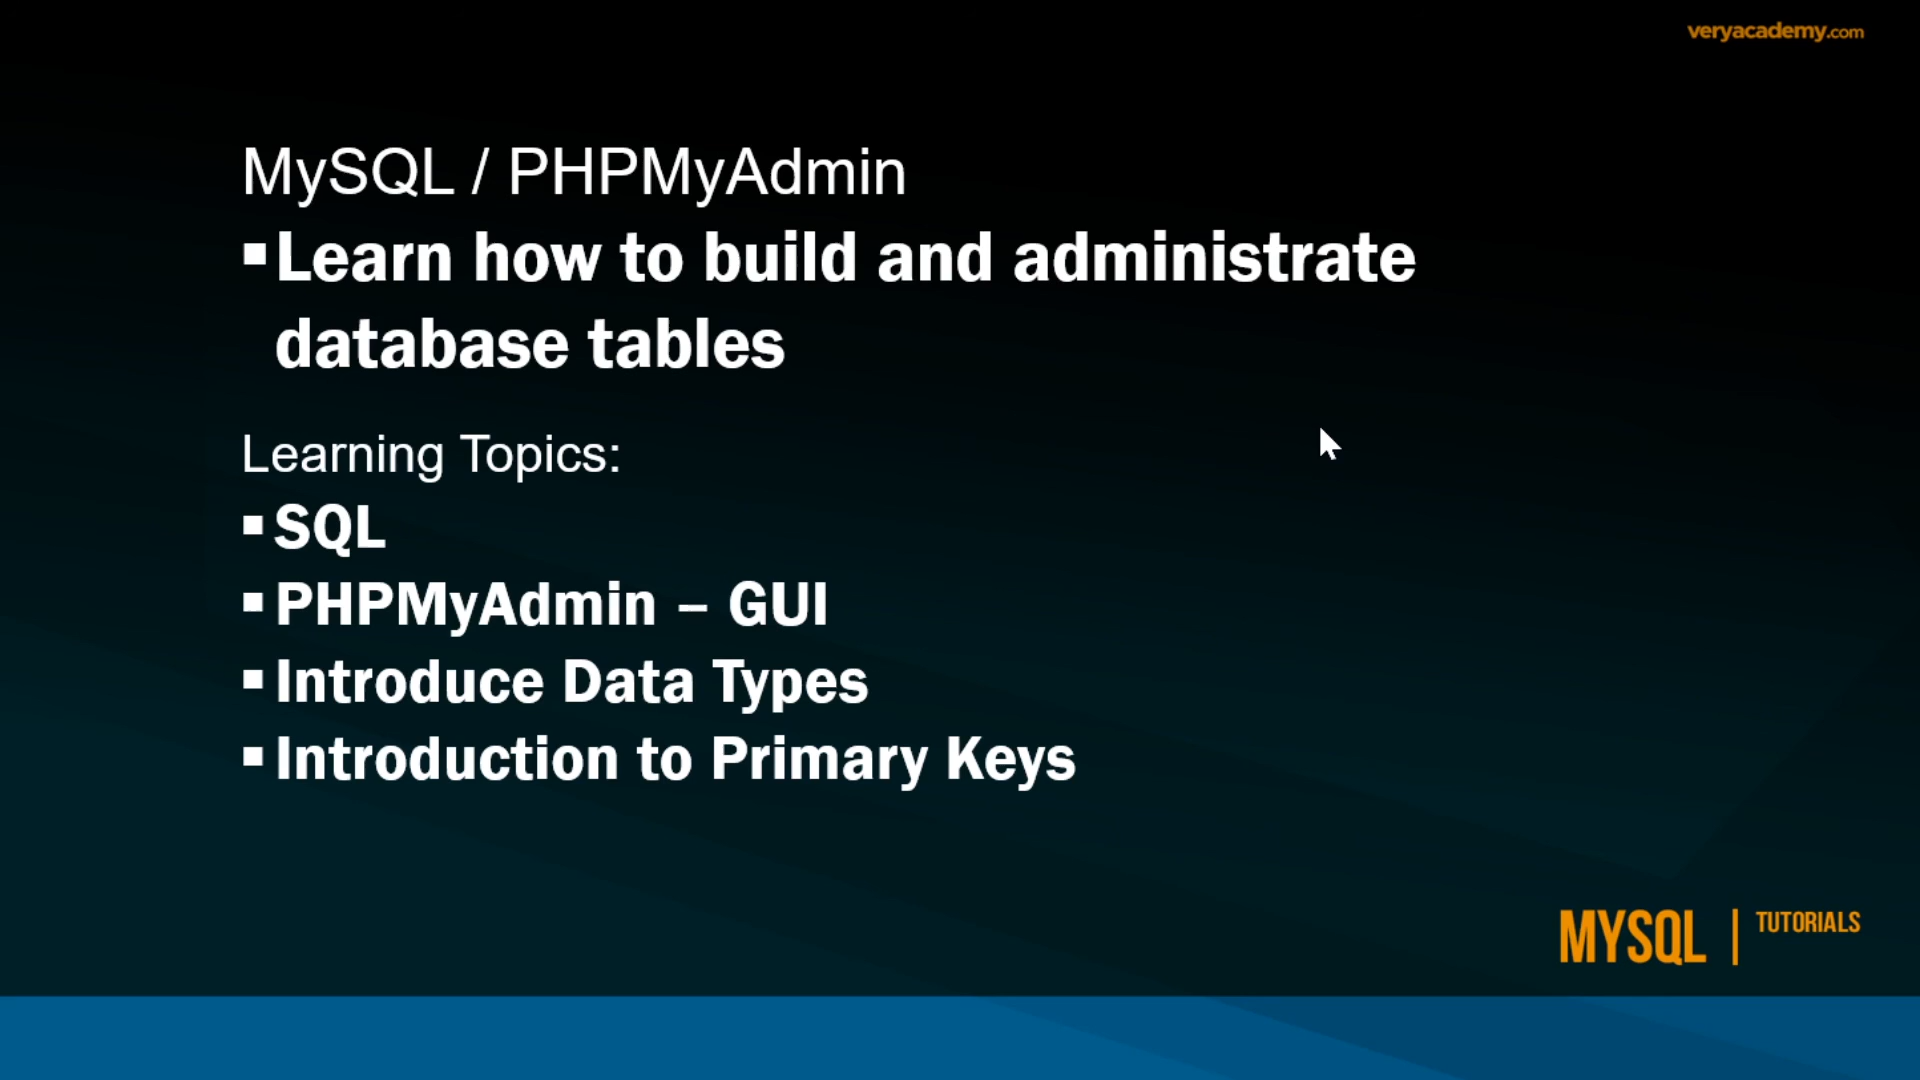 veryacademy.com
MySQL / PHPMyAdmin
▪Learn how to build and administrate
database tables
Learning Topics:
▪SQL
▪PHPMyAdmin – GUI
▪Introduce Data Types
▪Introduction to Primary Keys
MYSQL | TUTORIALS